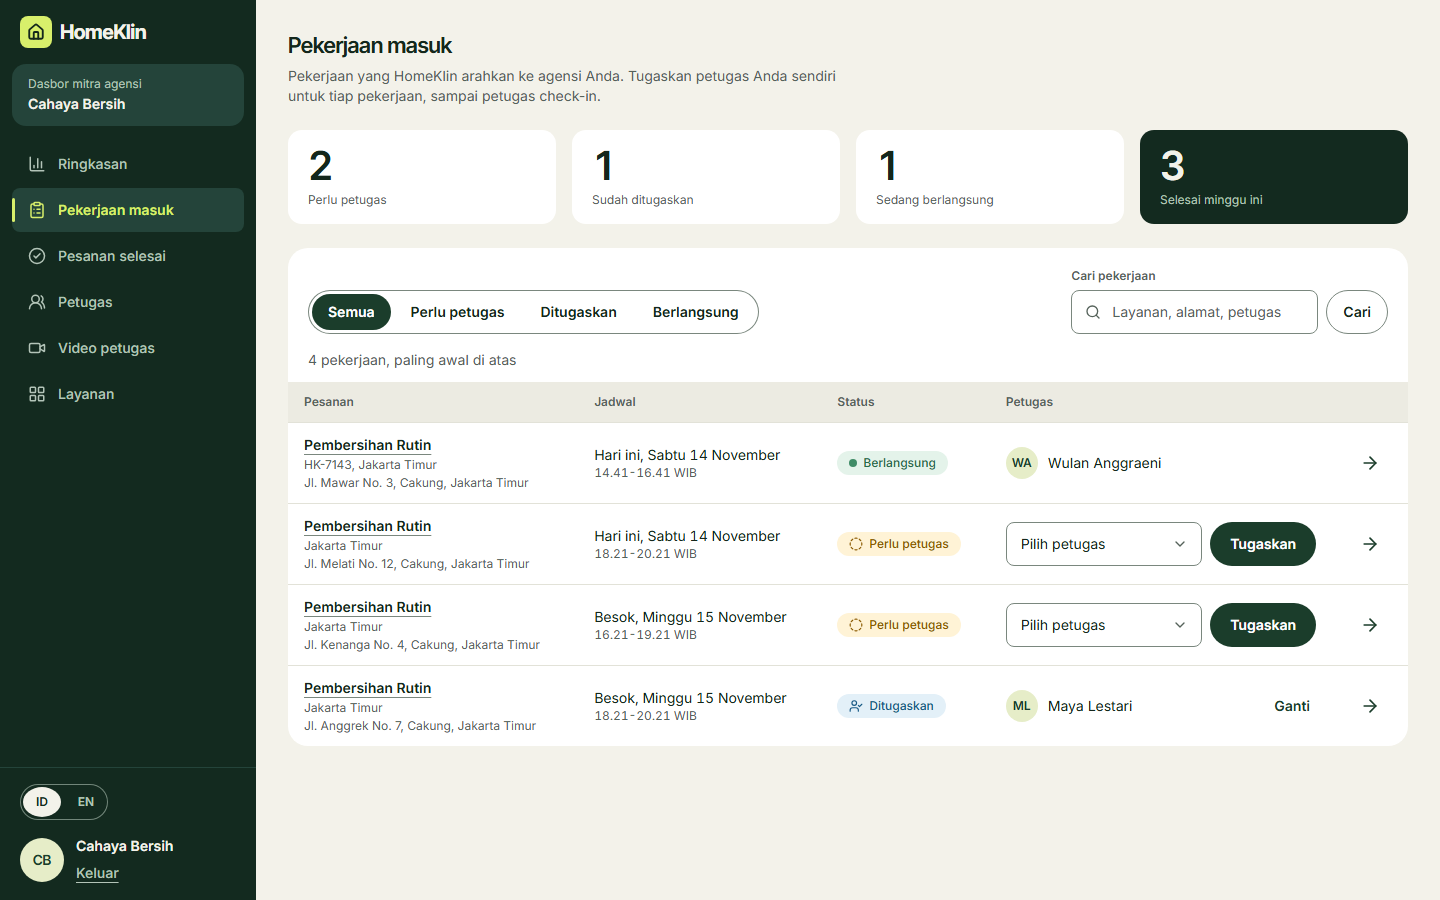 HomeKlin
Dasbor mitra agensi
Cahaya Bersih
Ringkasan
Pekerjaan masuk
Pesanan selesai
Petugas
Video petugas
Layanan
ID EN
CB
Cahaya Bersih
Keluar
Pekerjaan masuk
Pekerjaan yang HomeKlin arahkan ke agensi Anda. Tugaskan petugas Anda sendiri
untuk tiap pekerjaan, sampai petugas check-in.
2
Perlu petugas
1
Sudah ditugaskan
1
Sedang berlangsung
3
Selesai minggu ini
Semua Perlu petugas Ditugaskan Berlangsung
Cari pekerjaan
Layanan, alamat, petugas
Cari
4 pekerjaan, paling awal di atas
Pesanan Jadwal Status Petugas
Pembersihan Rutin
HK-7143, Jakarta Timur
Jl. Mawar No. 3, Cakung, Jakarta Timur
Hari ini, Sabtu 14 November
14.41-16.41 WIB
Berlangsung
WA Wulan Anggraeni
Pembersihan Rutin
Jakarta Timur
Jl. Melati No. 12, Cakung, Jakarta Timur
Hari ini, Sabtu 14 November
18.21-20.21 WIB
Perlu petugas
Pilih petugas
Tugaskan
Pembersihan Rutin
Jakarta Timur
Jl. Kenanga No. 4, Cakung, Jakarta Timur
Besok, Minggu 15 November
16.21-19.21 WIB
Perlu petugas
Pilih petugas
Tugaskan
Pembersihan Rutin
Jakarta Timur
Jl. Anggrek No. 7, Cakung, Jakarta Timur
Besok, Minggu 15 November
18.21-20.21 WIB
Ditugaskan
ML Maya Lestari
Ganti